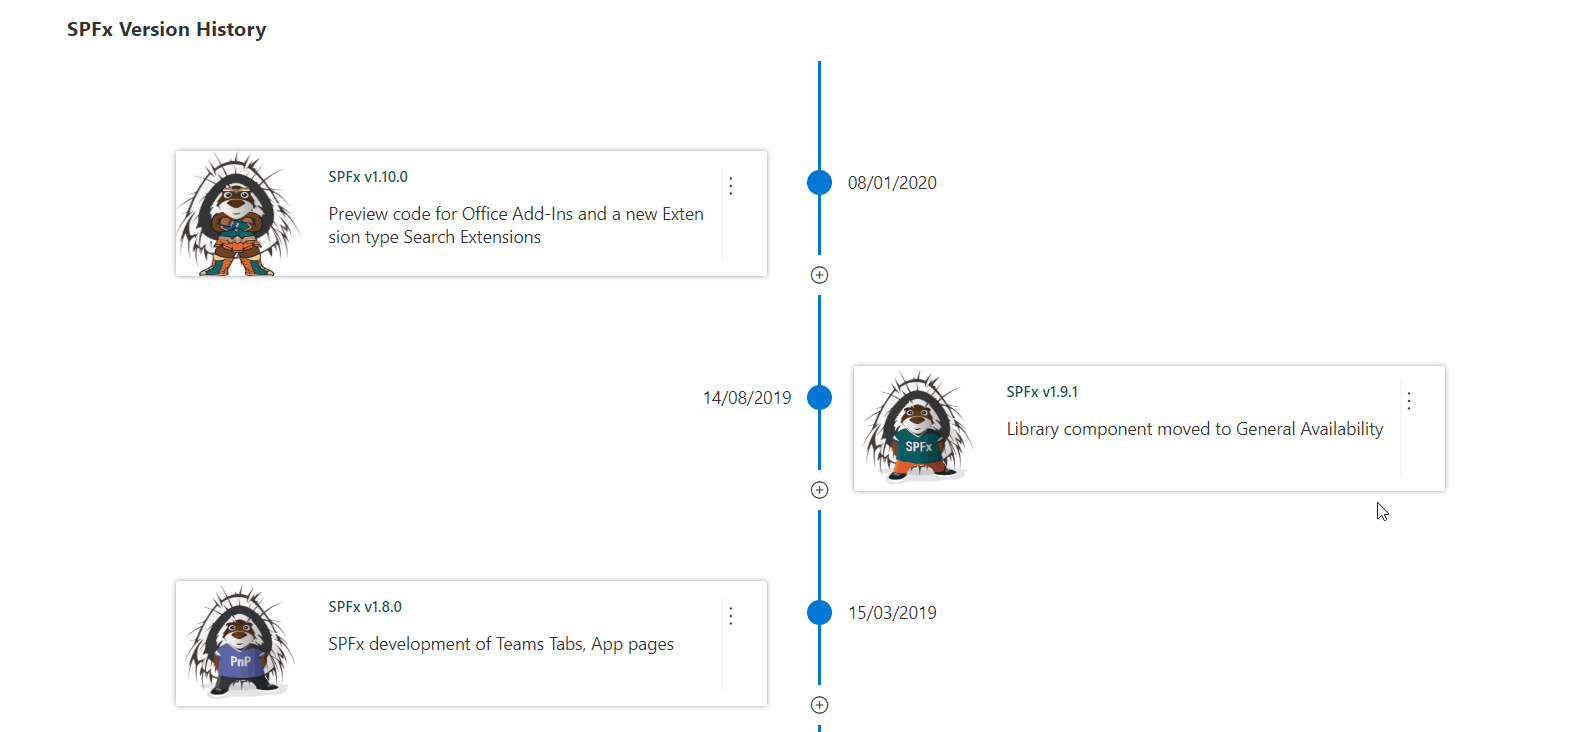 SPFx Version History
SPFx v1.10.0
Preview code for Office Add-Ins and a new Exten
sion type Search Extensions
08/01/2020
14/08/2019
SPFx v1.9.1
Library component moved to General Availability
SPFx
SPFx v1.8.0
SPFx development of Teams Tabs, App pages
PnP
15/03/2019